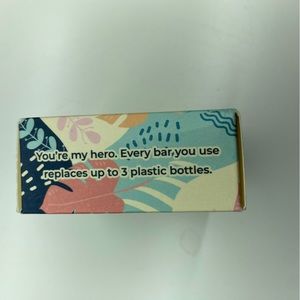 You're my hero. Every bar you use
replaces up to 3 plastic bottles.